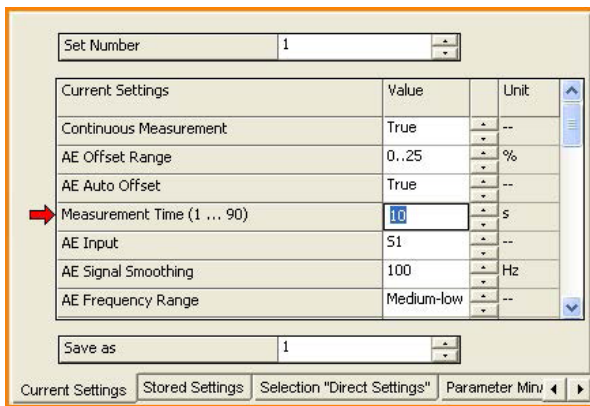 Set Number 1
Current Settings Value Unit
Continuous Measurement True --
AE Offset Range 0..25 %
AE Auto Offset True --
Measurement Time (1 ... 90) 10 s
AE Input S1 --
AE Signal Smoothing 100 Hz
AE Frequency Range Medium-low --
Save as 1
Current Settings Stored Settings Selection "Direct Settings" Parameter Min/